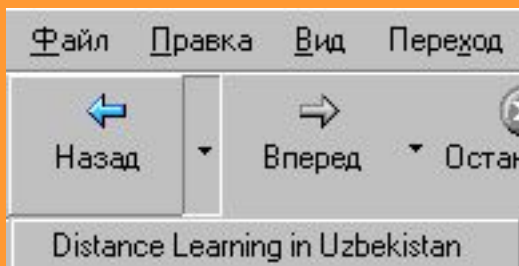 Файл Правка Вид Переход
Назад Вперед
Distance Learning in Uzbekistan